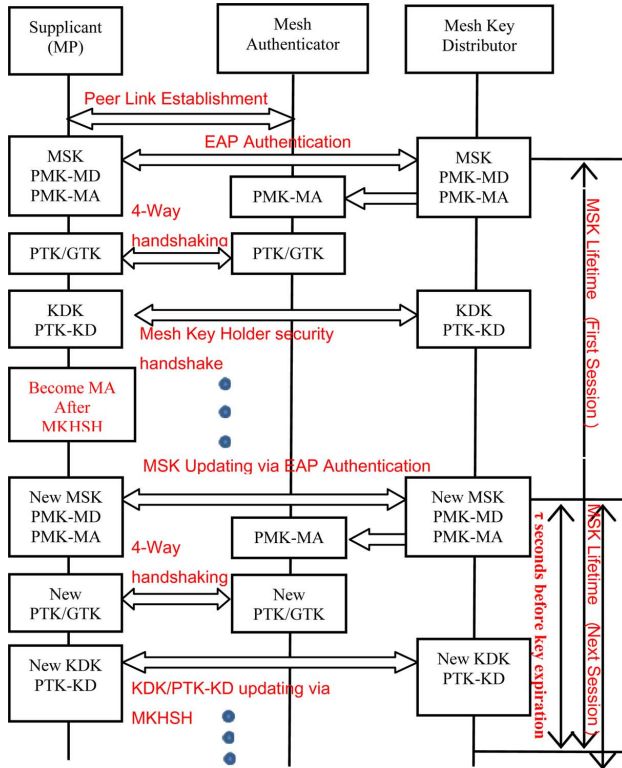 Supplicant
(MP)
Mesh
Authenticator
Mesh Key
Distributor
Peer Link Establishment
EAP Authentication
MSK
PMK-MD
PMK-MA
MSK
PMK-MD
PMK-MA
PMK-MA
4-Way
handshaking
PTK/GTK
PTK/GTK
KDK
PTK-KD
KDK
PTK-KD
Mesh Key Holder security
handshake
Become MA
After
MKHSH
MSK Lifetime (First Session)
MSK Updating via EAP Authentication
New MSK
PMK-MD
PMK-MA
New MSK
PMK-MD
PMK-MA
PMK-MA
4-Way
handshaking
New
PTK/GTK
New
PTK/GTK
New KDK
PTK-KD
New KDK
PTK-KD
KDK/PTK-KD updating via
MKHSH
τ seconds before key expiration
MSK Lifetime (Next Session)